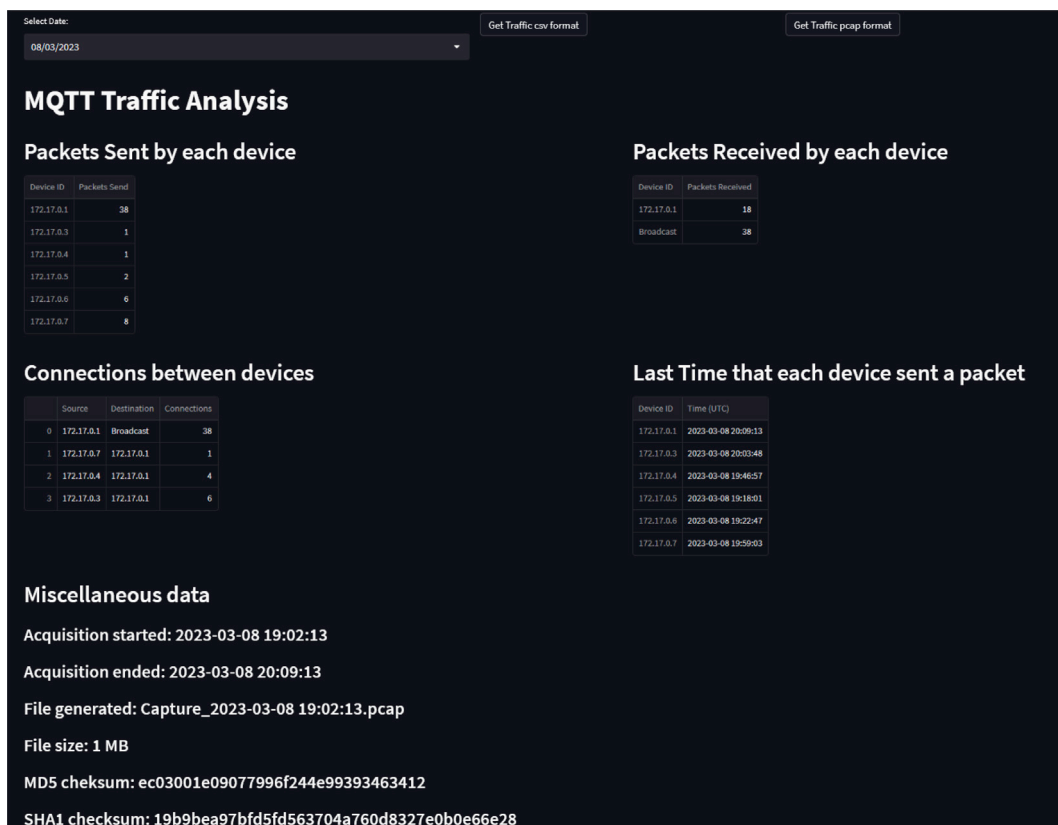 Select Date:
Get Traffic csv format
Get Traffic pcap format
08/03/2023
MQTT Traffic Analysis
Packets Sent by each device
Device ID Packets Send
172.17.0.1 38
172.17.0.3 1
172.17.0.4 1
172.17.0.5 2
172.17.0.6 6
172.17.0.7 8
Packets Received by each device
Device ID Packets Received
172.17.0.1 18
Broadcast 38
Connections between devices
Source Destination Connections
0 172.17.0.1 Broadcast 38
1 172.17.0.7 172.17.0.1 1
2 172.17.0.4 172.17.0.1 4
3 172.17.0.3 172.17.0.1 6
Last Time that each device sent a packet
Device ID Time (UTC)
172.17.0.1 2023-03-08 20:09:13
172.17.0.3 2023-03-08 20:03:48
172.17.0.4 2023-03-08 19:46:57
172.17.0.5 2023-03-08 19:18:01
172.17.0.6 2023-03-08 19:22:47
172.17.0.7 2023-03-08 19:59:03
Miscellaneous data
Acquisition started: 2023-03-08 19:02:13
Acquisition ended: 2023-03-08 20:09:13
File generated: Capture_2023-03-08 19:02:13.pcap
File size: 1 MB
MD5 cheksum: ec03001e09077996f244e99393463412
SHA1 checksum: 19b9bea97bfd5fd563704a760d8327e0b0e66e28